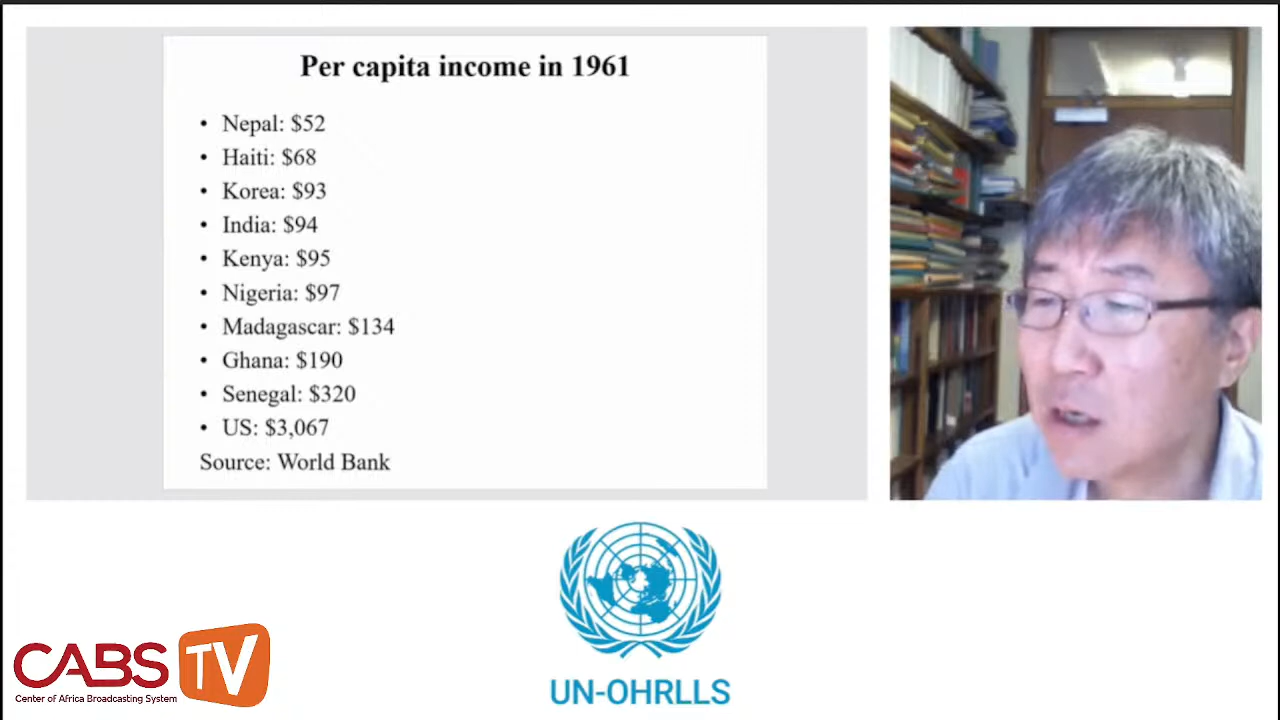 Per capita income in 1961
• Nepal: $52
• Haiti: $68
• Korea: $93
• India: $94
• Kenya: $95
• Nigeria: $97
• Madagascar: $134
• Ghana: $190
• Senegal: $320
• US: $3,067
Source: World Bank
CABS TV
Center of Africa Broadcasting System
UN-OHRLLS